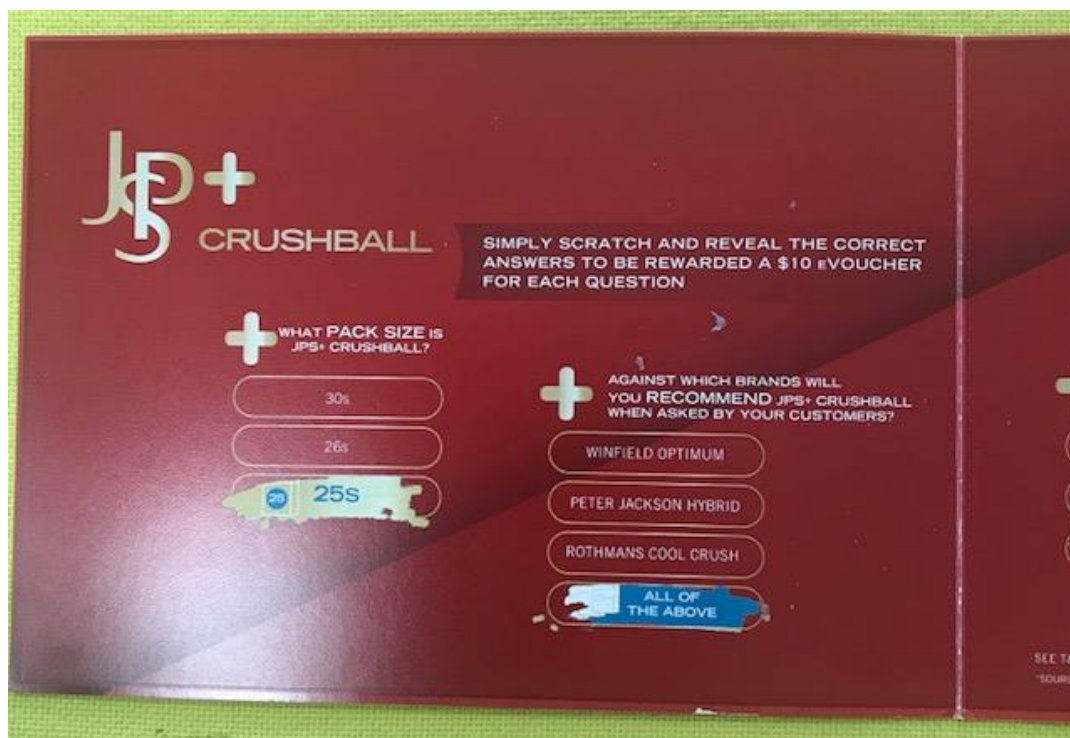 JPS+
CRUSHBALL
SIMPLY SCRATCH AND REVEAL THE CORRECT
ANSWERS TO BE REWARDED A $10 EVOUCHER
FOR EACH QUESTION
WHAT PACK SIZE IS
JPS+ CRUSHBALL?
30s
26s
25 25s
AGAINST WHICH BRANDS WILL
YOU RECOMMEND JPS+ CRUSHBALL
WHEN ASKED BY YOUR CUSTOMERS?
WINFIELD OPTIMUM
PETER JACKSON HYBRID
ROTHMANS COOL CRUSH
ALL OF
THE ABOVE
SEE